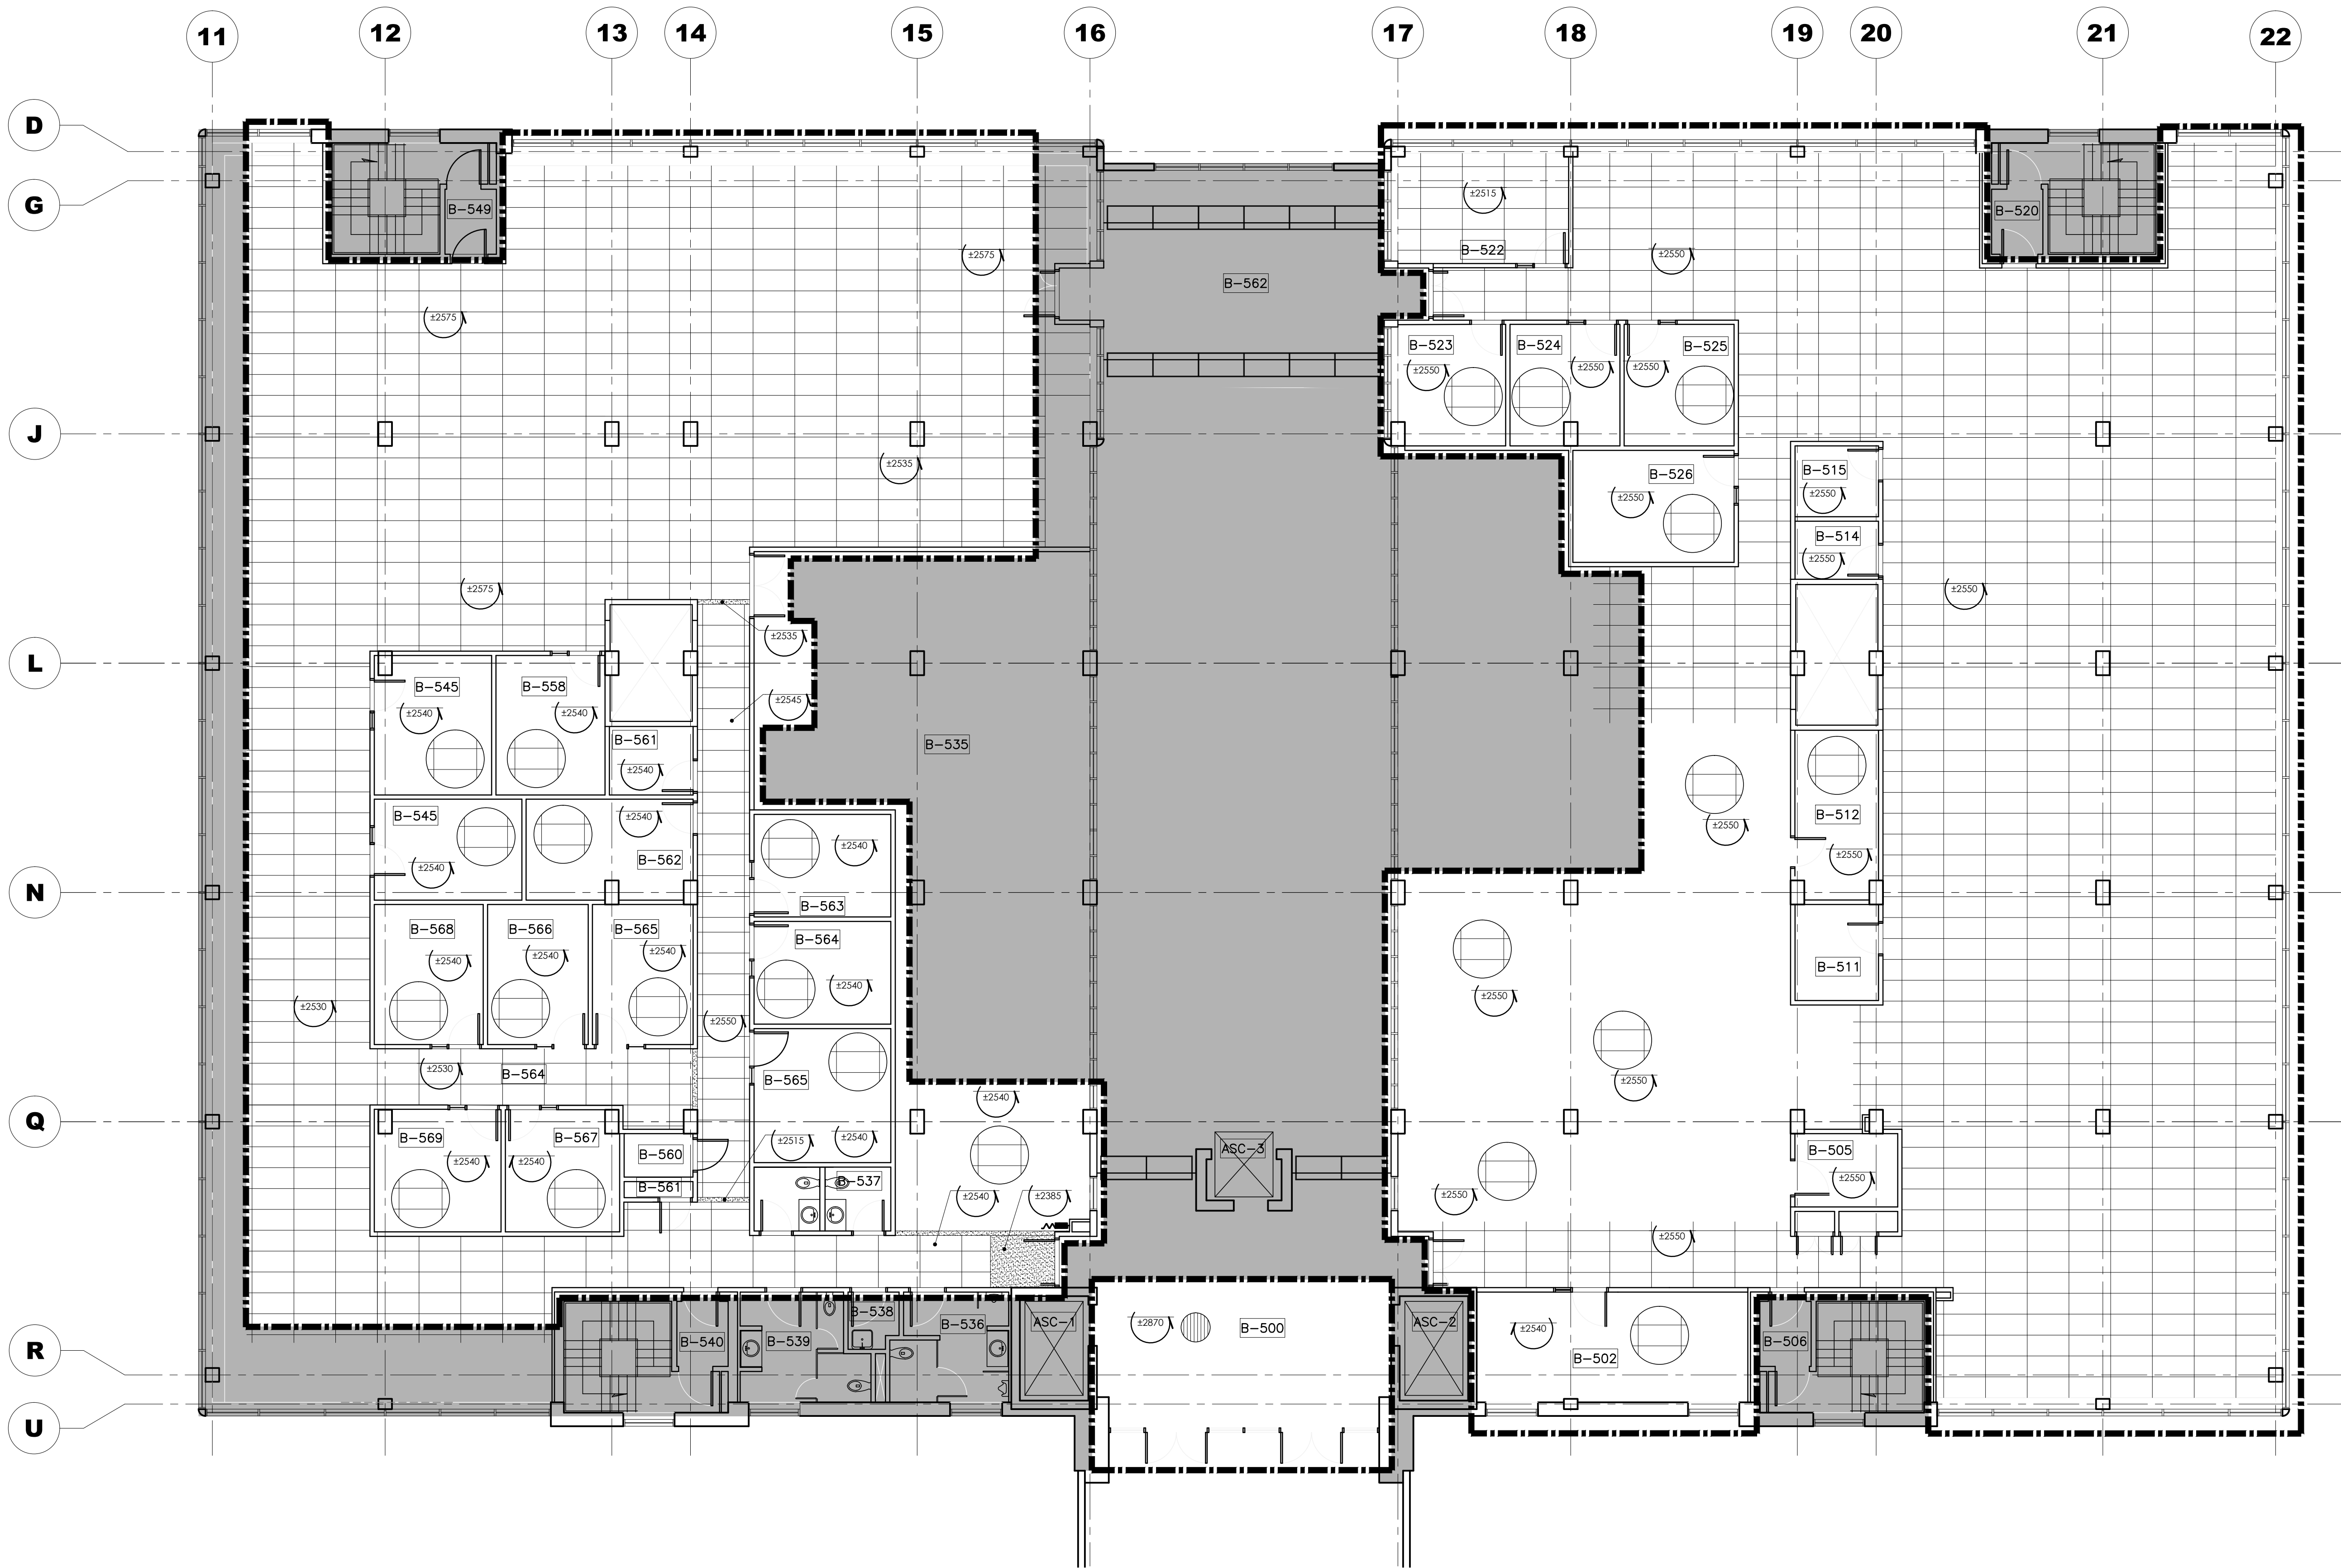 11 12 13 14 15 16 17 18 19 20 21 22
D
G
J
L
N
Q
R
U
B-549
B-520
±2515
B-522
±2575
±2550
B-562
±2575
B-523
B-524
B-525
±2550
±2550
±2550
±2535
B-526
±2550
B-515
±2550
B-514
±2550
±2575
±2550
±2535
B-545
B-558
±2540
±2540
±2545
B-561
±2540
B-535
B-545
±2540
±2540
B-562
±2540
B-563
±2550
B-512
±2550
B-568
B-566
B-565
±2540
±2540
±2540
B-564
±2540
B-511
±2530
±2550
±2550
±2530
B-564
B-565
±2540
±2550
B-569
B-567
±2540
±2540
B-560
B-561
±2515
±2540
B-537
±2540
±2385
ASC-3
±2550
B-505
±2550
±2550
B-540
B-539
B-538
B-536
ASC-1
±2870
B-500
ASC-2
±2540
B-502
B-506